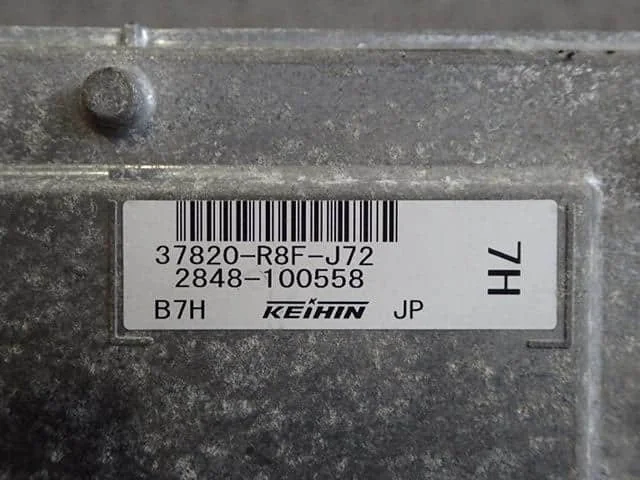 37820-R8F-J72
2848-100558
B7H KEIHIN JP
7H